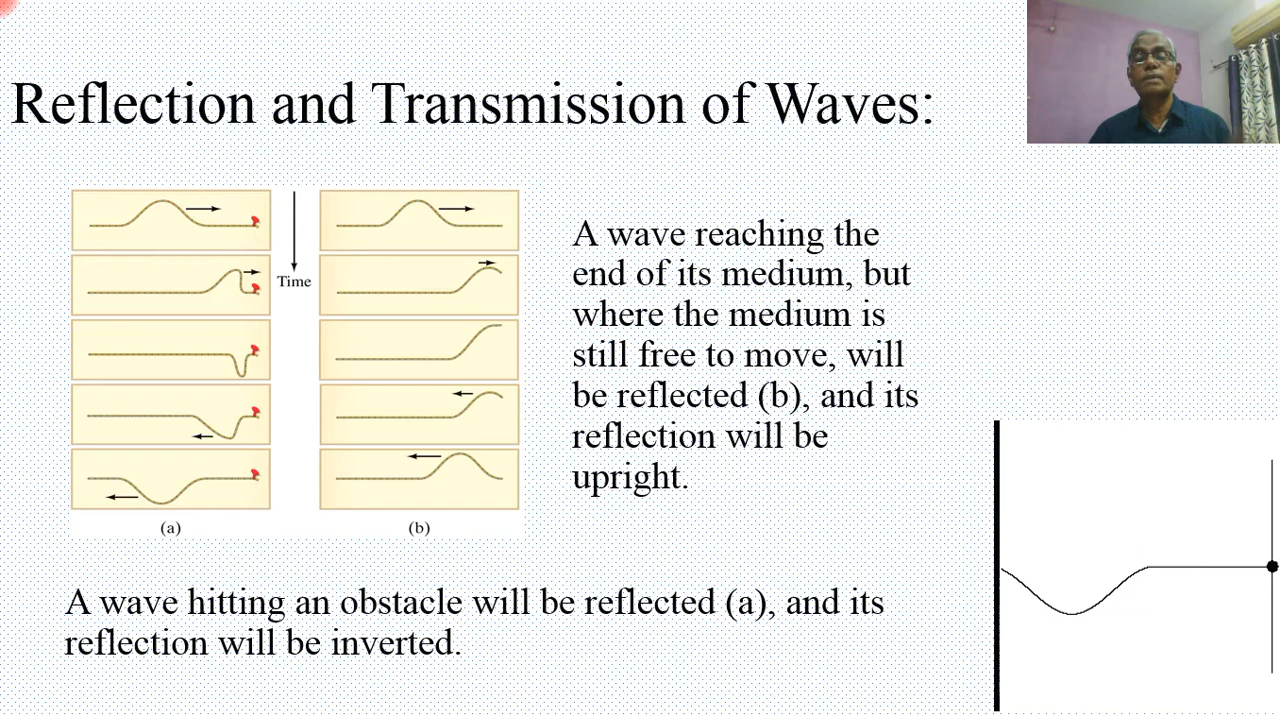 Reflection and Transmission of Waves:
Time
(a)
(b)
A wave reaching the
end of its medium, but
where the medium is
still free to move, will
be reflected (b), and its
reflection will be
upright.
A wave hitting an obstacle will be reflected (a), and its
reflection will be inverted.